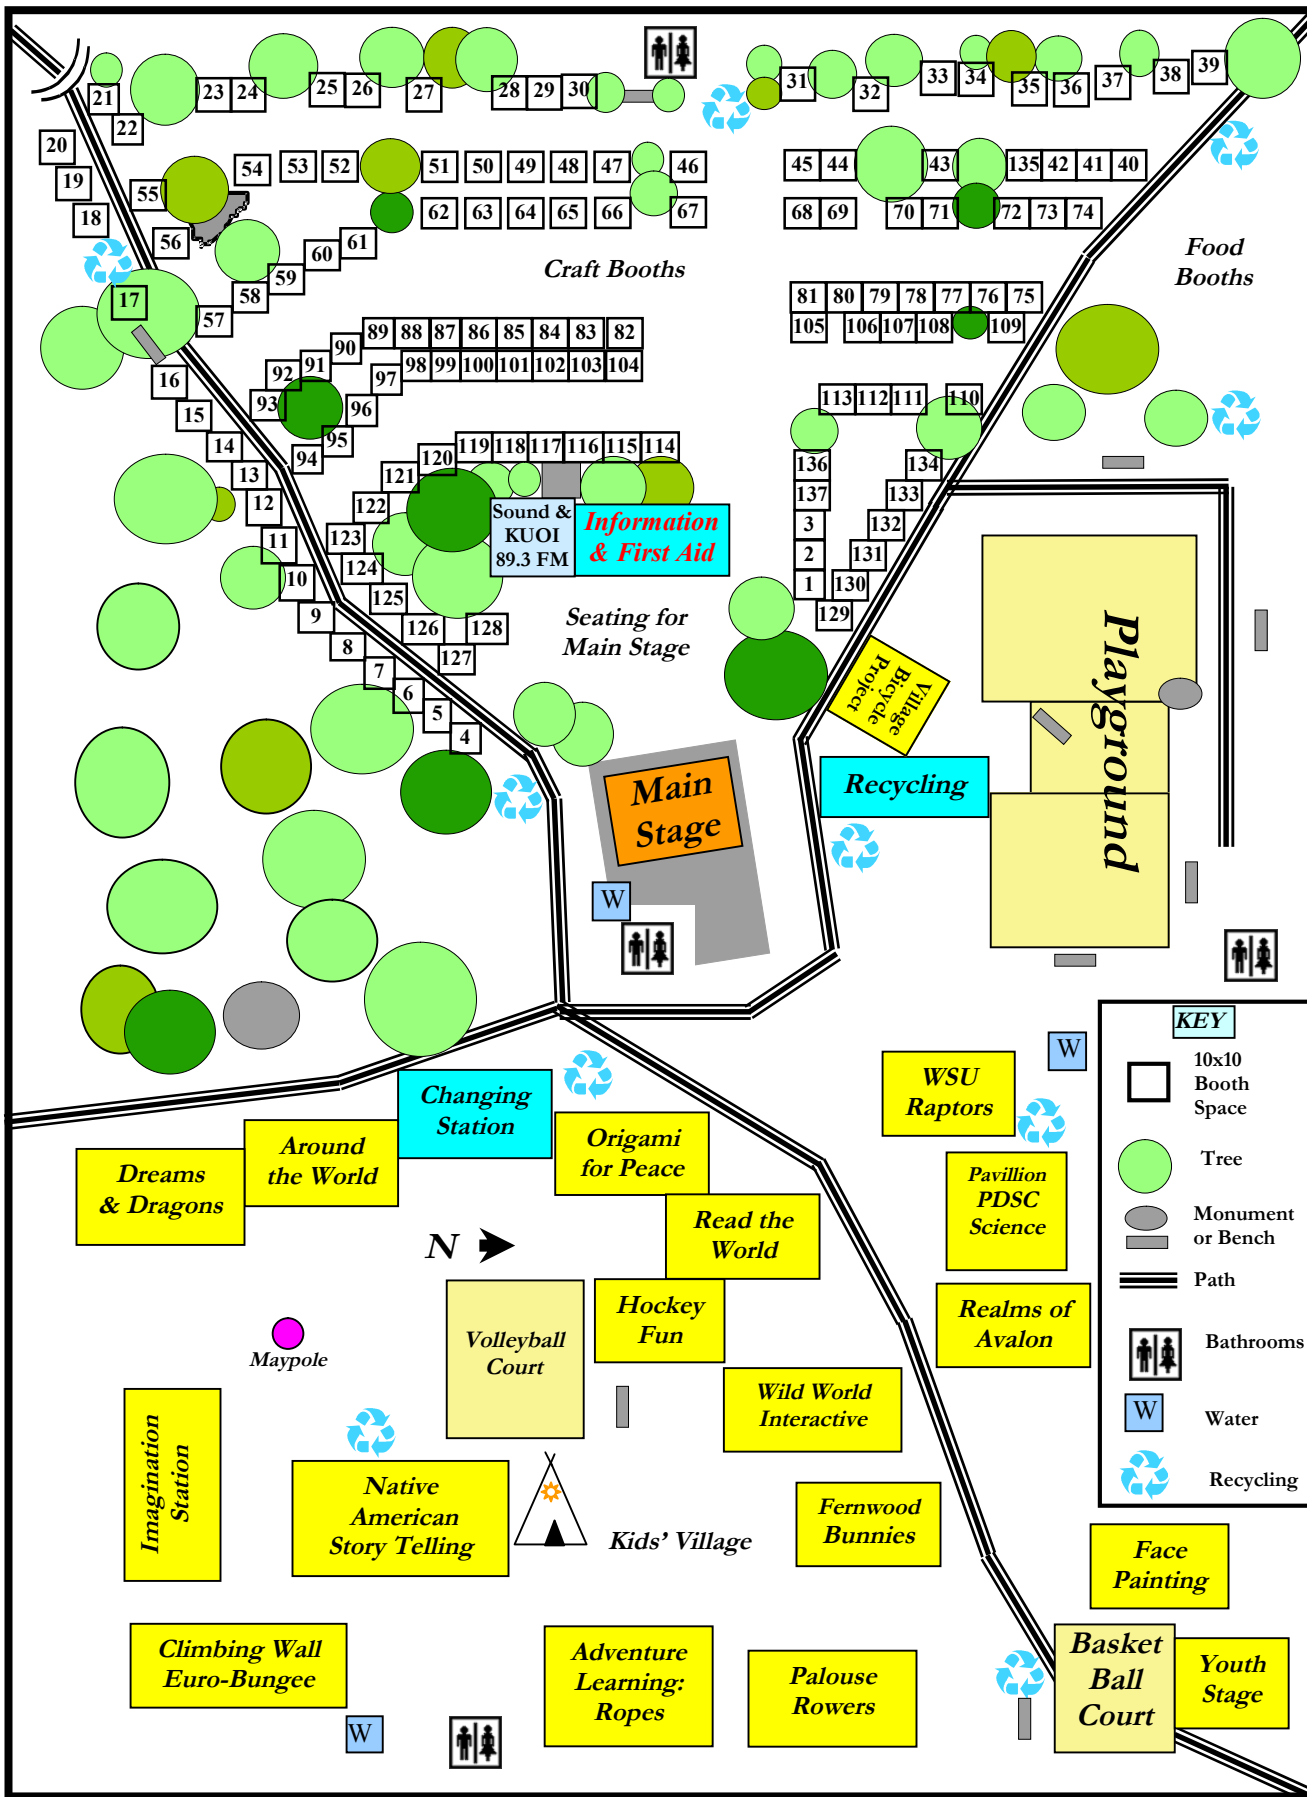 21
22
23
24
25
26
27
28
29
30
31
32
33
34
35
36
37
38
39
20
19
18
55
54
53
52
51
50
49
48
47
46
45
44
43
135
42
41
40
56
57
58
59
60
61
62
63
64
65
66
67
68
69
70
71
72
73
74
Craft Booths
Food
Booths
17
16
15
14
13
12
11
10
9
8
7
6
5
4
89
88
87
86
85
84
83
82
90
91
92
93
94
95
96
97
98
99
100
101
102
103
104
81
80
79
78
77
76
75
105
106
107
108
109
113
112
111
110
119
118
117
116
115
114
120
121
122
123
124
125
126
127
128
136
137
3
2
1
134
133
132
131
130
129
Sound &
KUOI
89.3 FM
Information
& First Aid
Seating for
Main Stage
Village
Bicycle
Project
Playground
Recycling
Main
Stage
W
KEY
10x10
Booth
Space
Tree
Monument
or Bench
Path
Bathrooms
W
Water
Recycling
W
WSU
Raptors
Pavillion
PDSC
Science
Realms of
Avalon
Changing
Station
Around
the World
Dreams
& Dragons
Origami
for Peace
Read the
World
N
Hockey
Fun
Volleyball
Court
Maypole
Wild World
Interactive
Imagination
Station
Native
American
Story Telling
Kids' Village
Fernwood
Bunnies
Face
Painting
Climbing Wall
Euro-Bungee
W
Adventure
Learning:
Ropes
Palouse
Rowers
Basket
Ball
Court
Youth
Stage